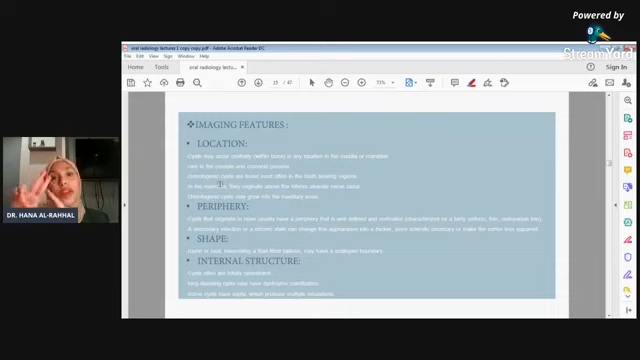 Powered by
StreamYard
oral radiology lectures 1 copy copy.pdf - Adobe Acrobat Reader DC
File Edit View Sign Window Help
Home Tools oral radiology lectu...
Sign In
15 / 47
73%
IMAGING FEATURES :
LOCATION:
Cysts may occur centrally (within bone) in any location in the maxilla or mandible
rare in the condyle and coronoid process.
Odontogenic cysts are found most often in the tooth-bearing regions.
In the mandible, they originate above the inferior alveolar nerve canal.
Odontogenic cysts may grow into the maxillary sinus.
PERIPHERY:
Cysts that originate in bone usually have a periphery that is well defined and corticated (characterized by a fairly uniform, thin, radiopaque line).
A secondary infection or a chronic state can change this appearance into a thicker, more sclerotic boundary or make the cortex less apparent.
SHAPE:
round or oval, resembling a fluid-filled balloon, may have a scalloped boundary.
INTERNAL STRUCTURE:
Cysts often are totally radiolucent.
long-standing cysts may have dystrophic calcification.
Some cysts have septa, which produce multiple loculations
DR. HANA AL-RAHHAL